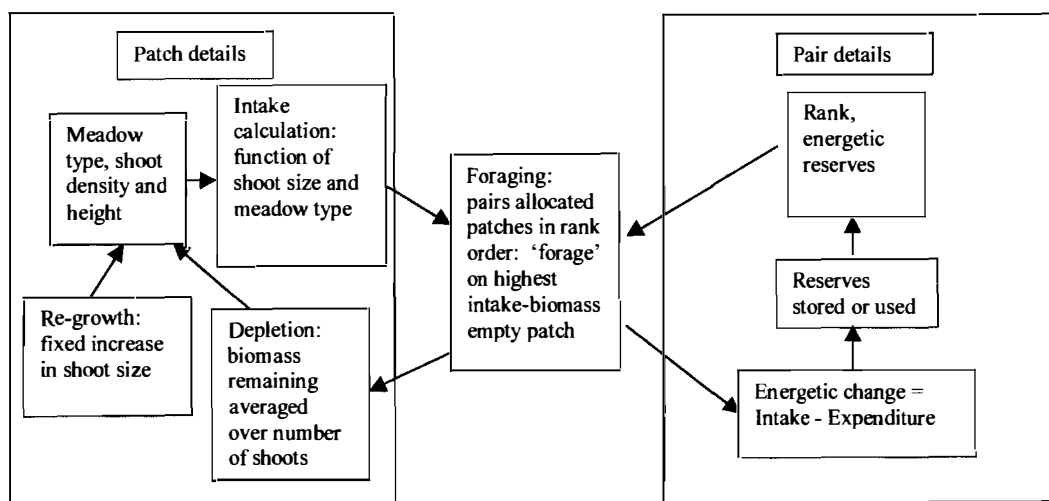 Patch details
Meadow
type, shoot
density and
height
Intake
calculation:
function of
shoot size and
meadow type
Re-growth:
fixed increase
in shoot size
Depletion:
biomass
remaining
averaged
over number
of shoots
Foraging:
pairs allocated
patches in rank
order: ‘forage’
on highest
intake-biomass
empty patch
Pair details
Rank,
energetic
reserves
Reserves
stored or used
Energetic change =
Intake - Expenditure